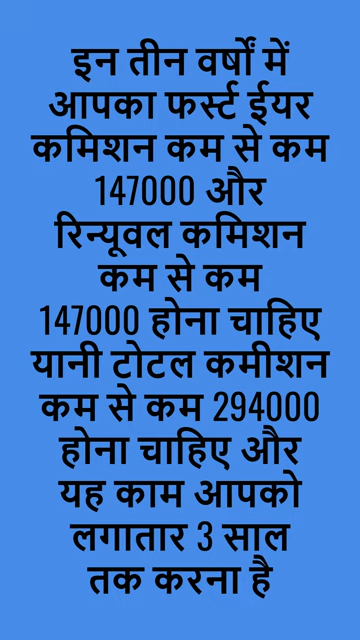 इन तीन वर्षों में
आपका फर्स्ट ईयर
कमिशन कम से कम
147000 और
रिन्यूवल कमिशन
कम से कम
147000 होना चाहिए
यानी टोटल कमीशन
कम से कम 294000
होना चाहिए और
यह काम आपको
लगातार 3 साल
तक करना है